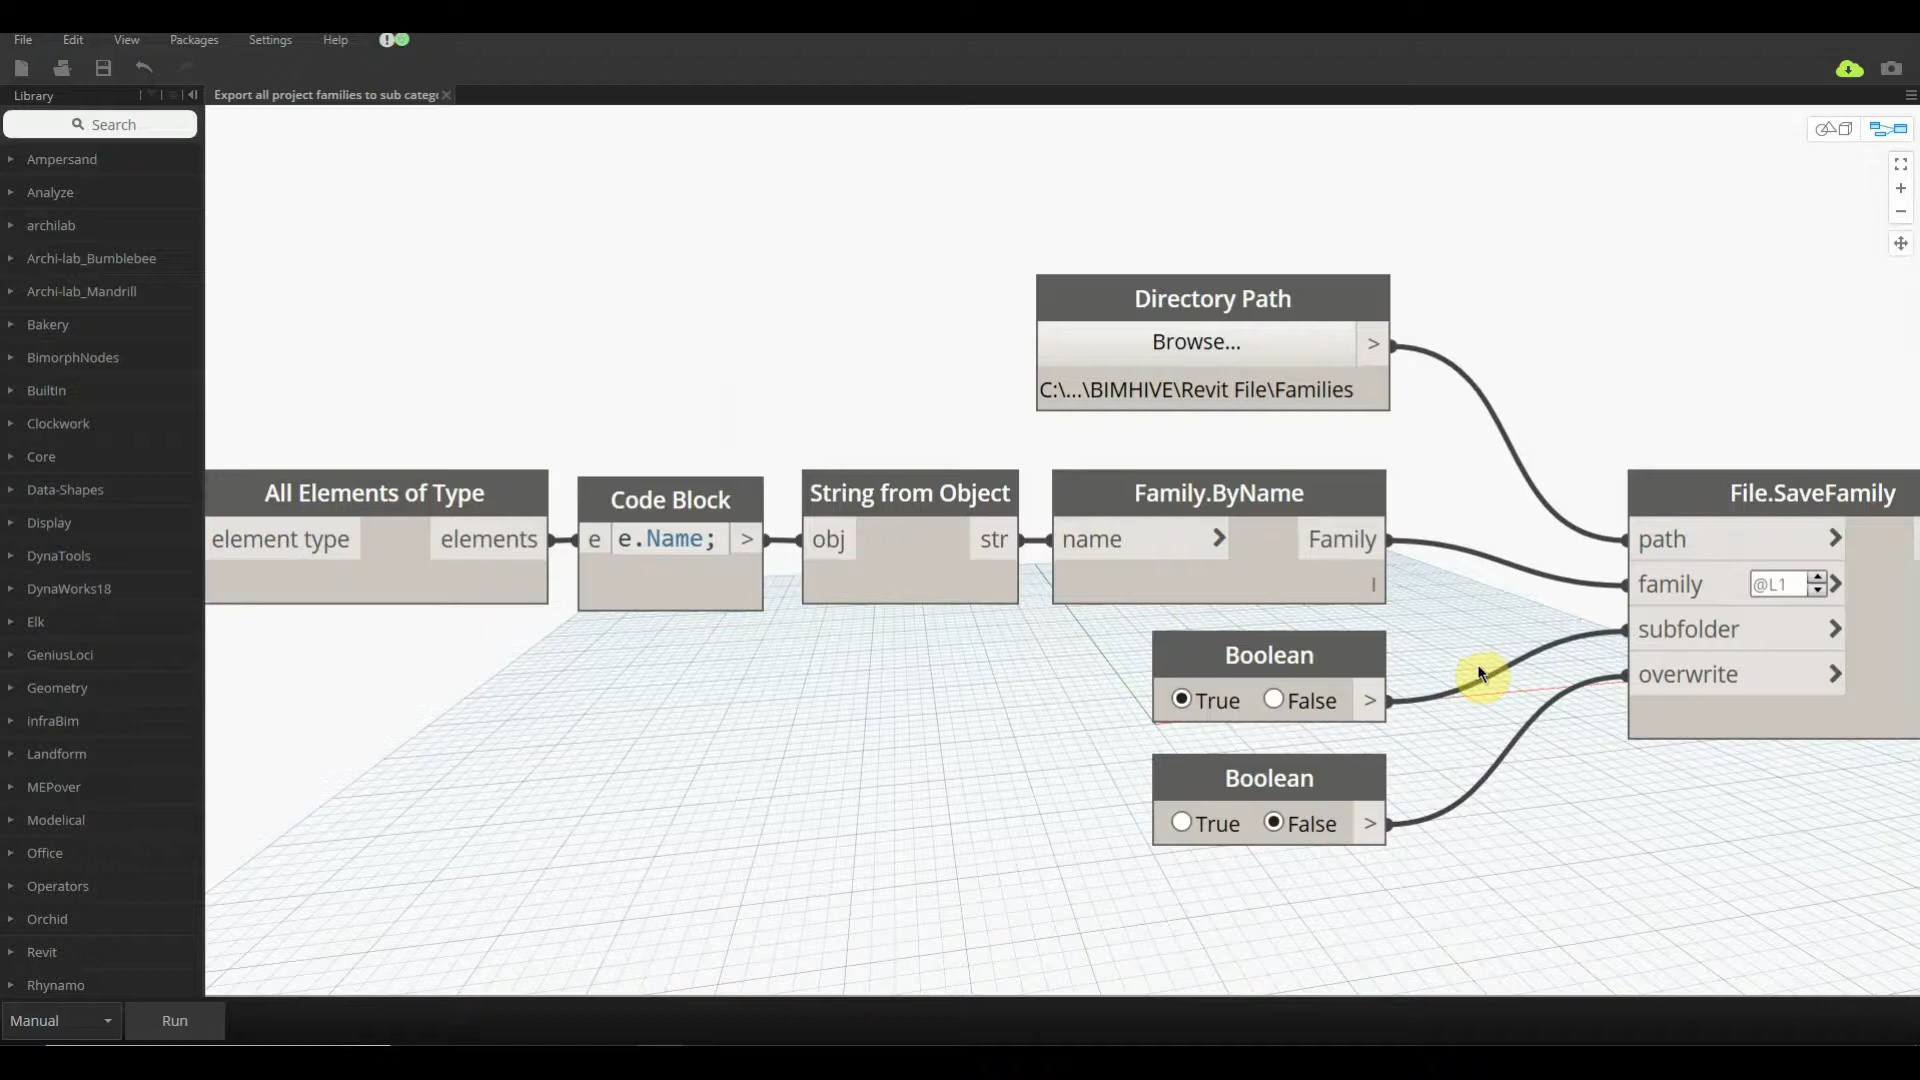 File Edit View Packages Settings Help
Library
Export all project families to sub catego
Search
Ampersand
Analyze
archilab
Archi-lab_Bumblebee
Archi-lab_Mandrill
Bakery
BimorphNodes
BuiltIn
Clockwork
Core
Data-Shapes
Display
DynaTools
DynaWorks18
Elk
GeniusLoci
Geometry
infraBim
Landform
MEPover
Modelical
Office
Operators
Orchid
Revit
Rhynamo
Directory Path
Browse... >
C:\...\BIMHIVE\Revit File\Families
All Elements of Type
element type elements
Code Block
e e.Name; >
String from Object
obj str
Family.ByName
name Family
l
Boolean
True False >
Boolean
True False >
File.SaveFamily
path
family @L1
subfolder
overwrite
Manual Run